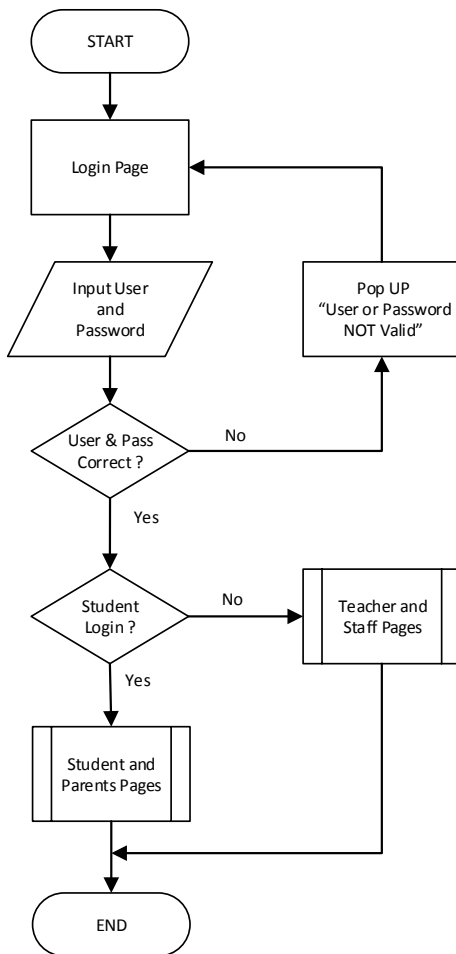 START
Login Page
Input User
and
Password
Pop UP
“User or Password
NOT Valid”
User & Pass
Correct ?
No
Yes
Student
Login ?
No
Teacher and
Staff Pages
Yes
Student and
Parents Pages
END